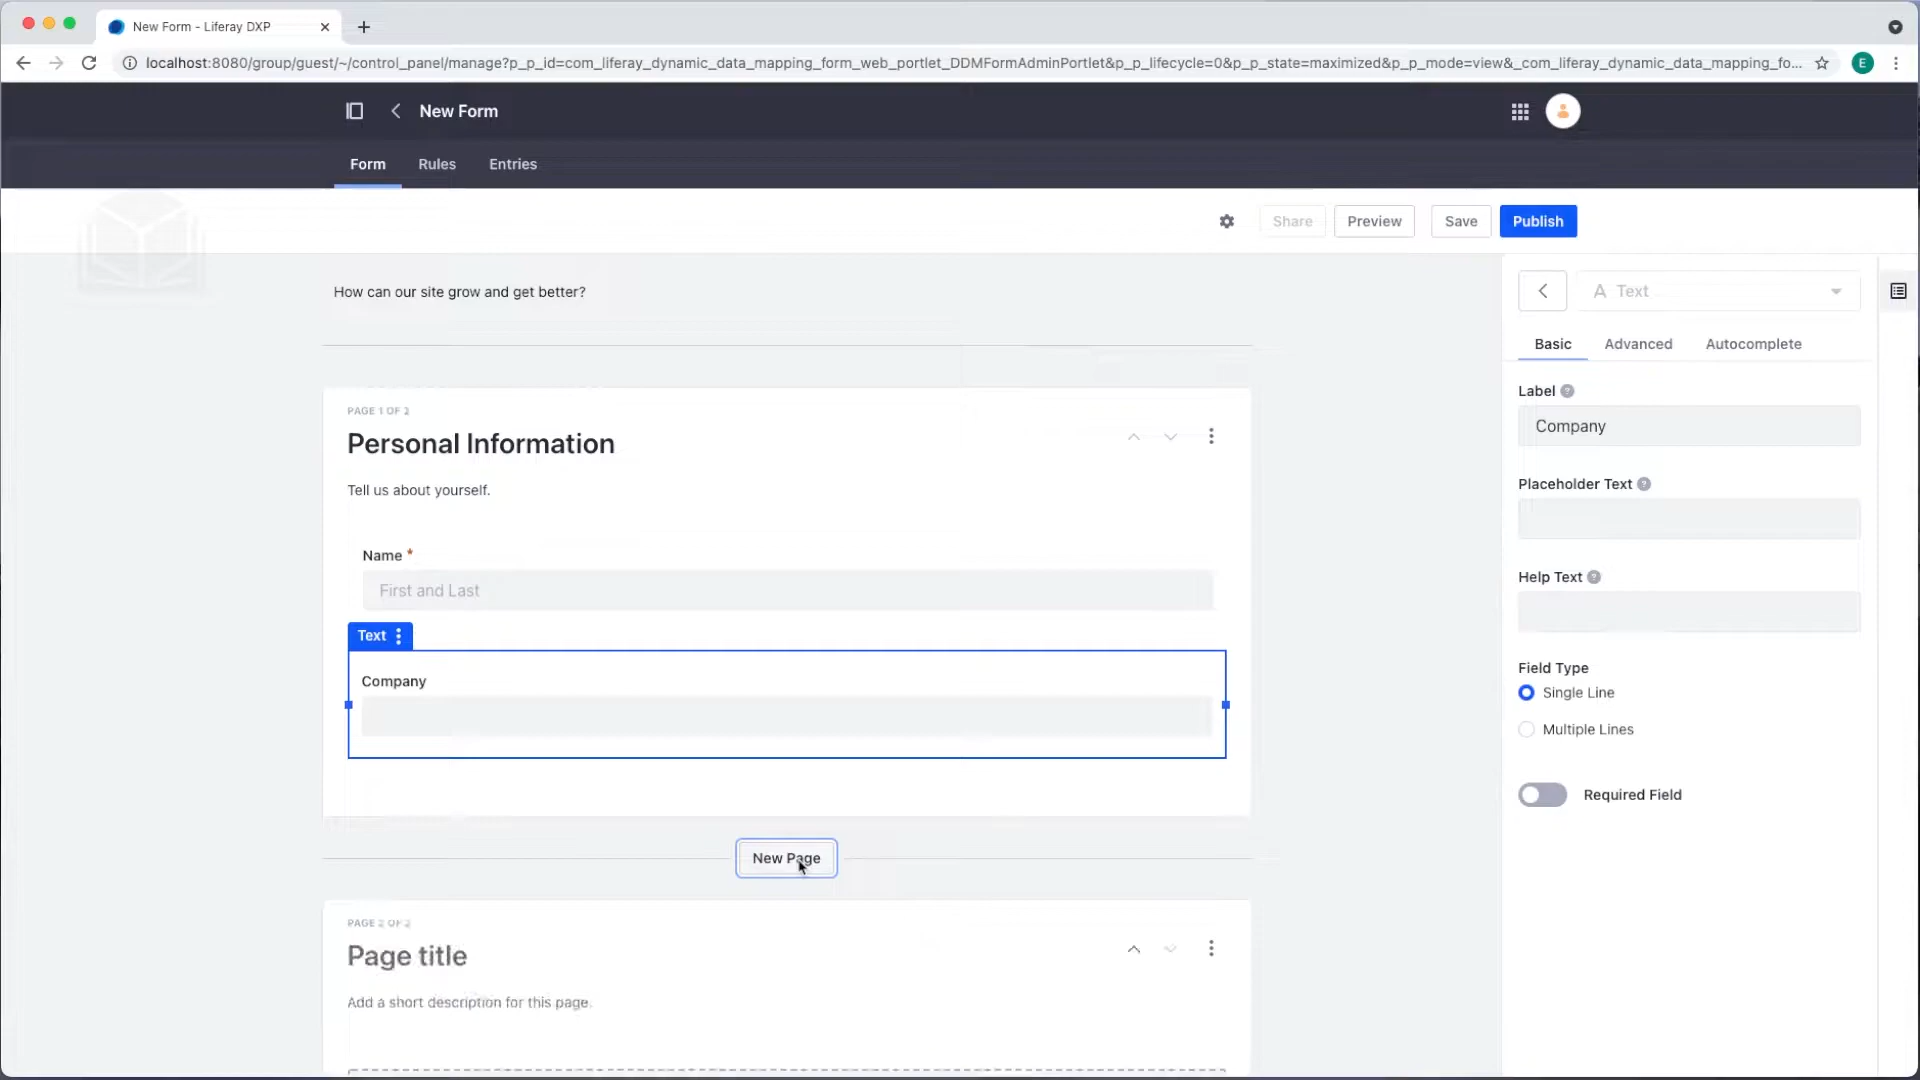 New Form - Liferay DXP
localhost:8080/group/guest/~/control_panel/manage?p_p_id=com_liferay_dynamic_data_mapping_form_web_portlet_DDMFormAdminPortlet&p_p_lifecycle=0&p_p_state=maximized&p_p_mode=view&_com_liferay_dynamic_data_mapping_fo...
E
New Form
Form Rules Entries
Share Preview Save Publish
How can our site grow and get better?
PAGE 1 OF 2
Personal Information
Tell us about yourself.
Name *
First and Last
Text
Company
New Page
PAGE 2 OF 2
Page title
Add a short description for this page.
A Text
Basic Advanced Autocomplete
Label ?
Company
Placeholder Text ?
Help Text ?
Field Type
Single Line
Multiple Lines
Required Field